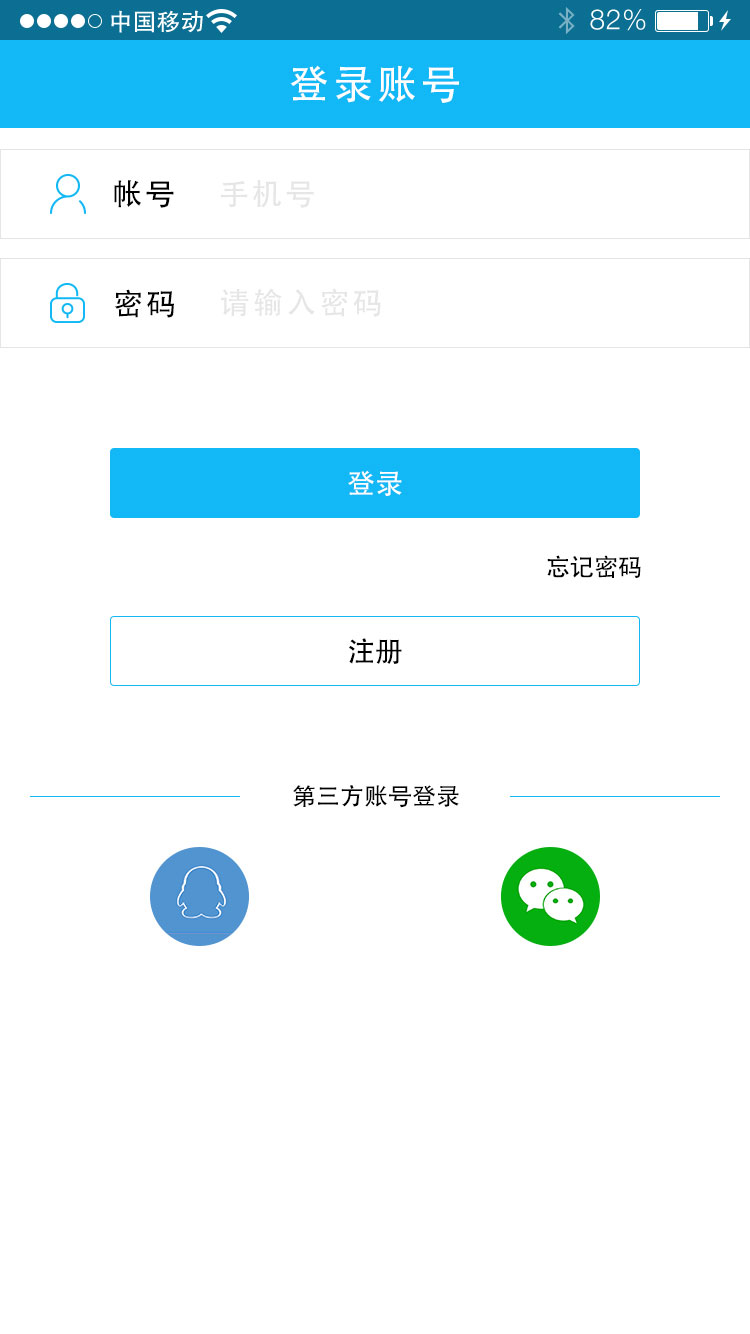 中国移动 82%
登录账号
帐号 手机号
密码 请输入密码
登录
忘记密码
注册
第三方账号登录